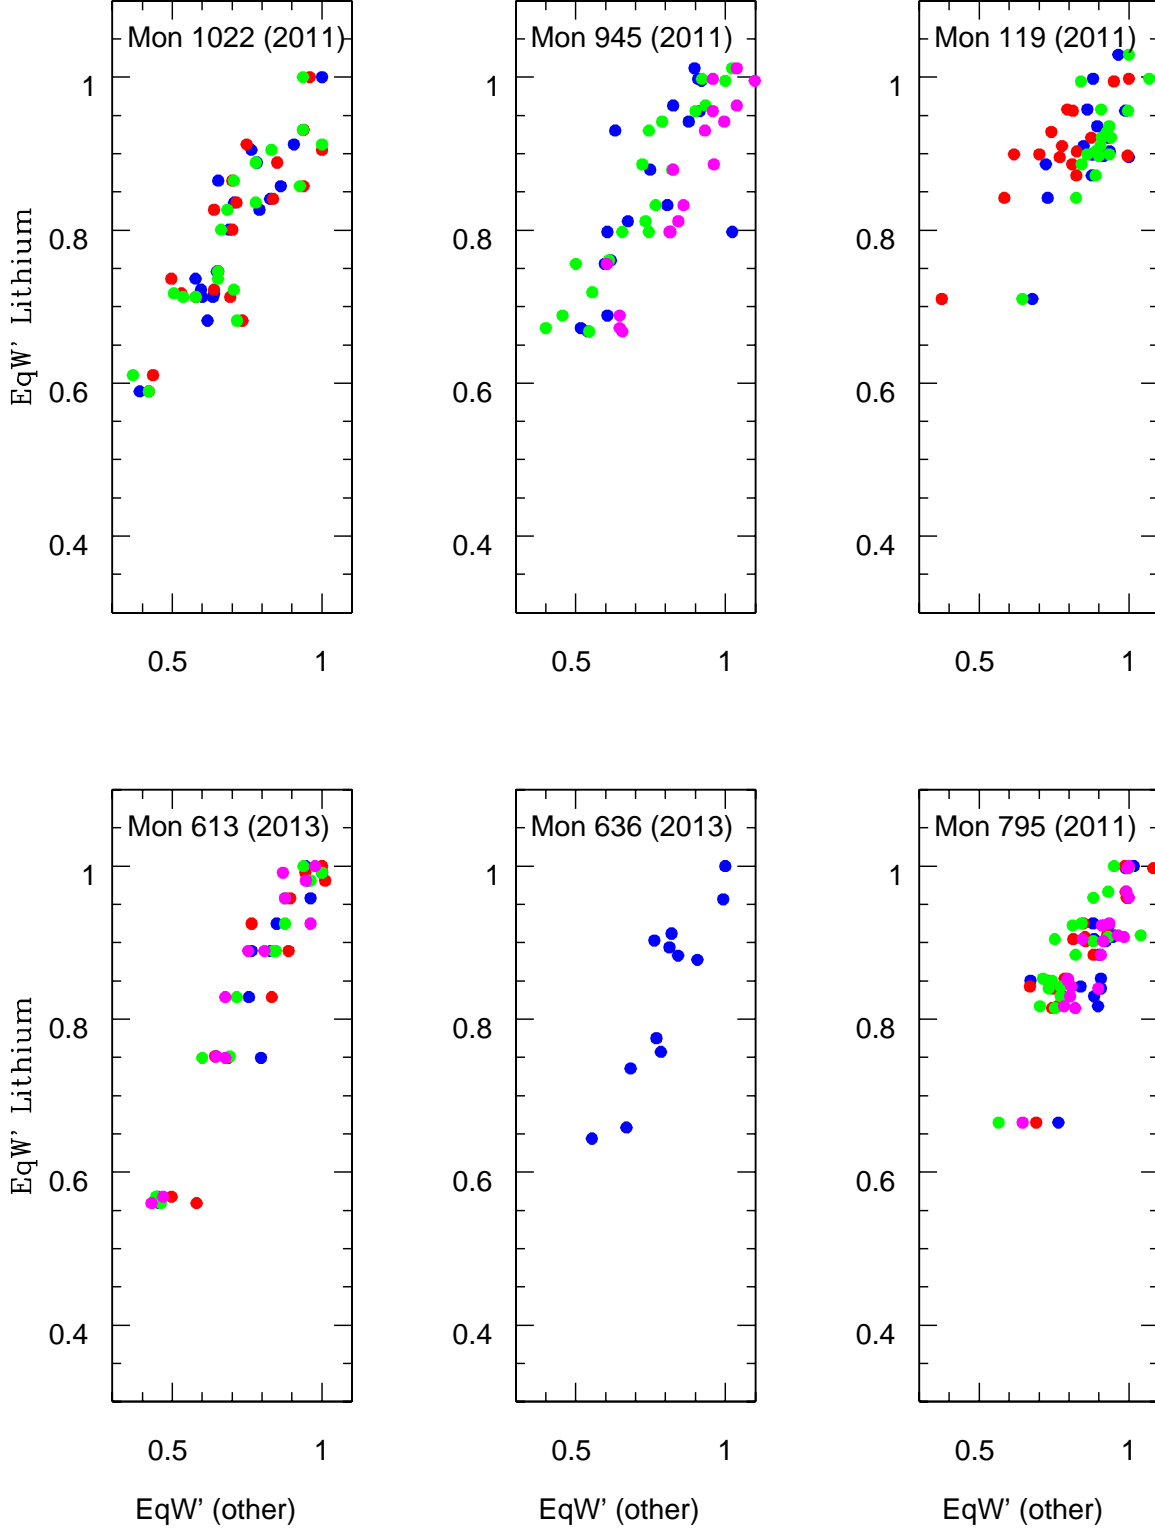 Mon 1022 (2011) Mon 945 (2011) Mon 119 (2011)
1 1 1
0.8 0.8 0.8
0.6 0.6 0.6
0.4 0.4 0.4
EqW' Lithium
0.5 1 0.5 1 0.5 1
Mon 613 (2013) Mon 636 (2013) Mon 795 (2011)
1 1 1
0.8 0.8 0.8
0.6 0.6 0.6
0.4 0.4 0.4
EqW' Lithium
0.5 1 0.5 1 0.5 1
EqW' (other) EqW' (other) EqW' (other)